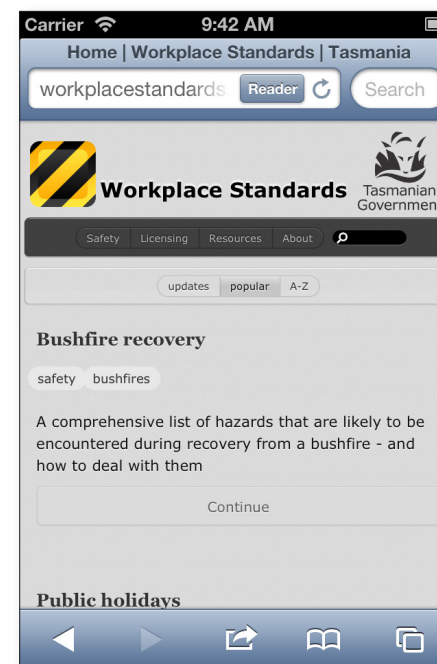 Carrier 9:42 AM
Home | Workplace Standards | Tasmania
workplacestandards Reader Search
Workplace Standards
Tasmanian
Government
Safety Licensing Resources About
updates popular A-Z
Bushfire recovery
safety bushfires
A comprehensive list of hazards that are likely to be
encountered during recovery from a bushfire - and
how to deal with them
Continue
Public holidays